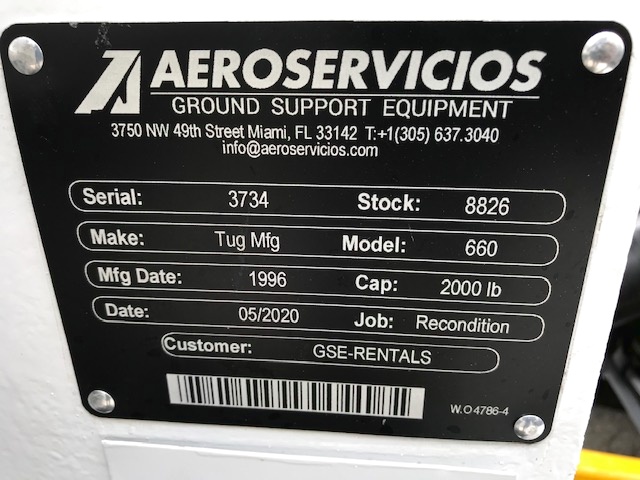 AEROSERVICIOS
GROUND SUPPORT EQUIPMENT
3750 NW 49th Street Miami, FL 33142 T:+1(305) 637.3040
info@aeroservicios.com
Serial: 3734 Stock: 8826
Make: Tug Mfg Model: 660
Mfg Date: 1996 Cap: 2000 lb
Date: 05/2020 Job: Recondition
Customer: GSE-RENTALS
W.O 4786-4